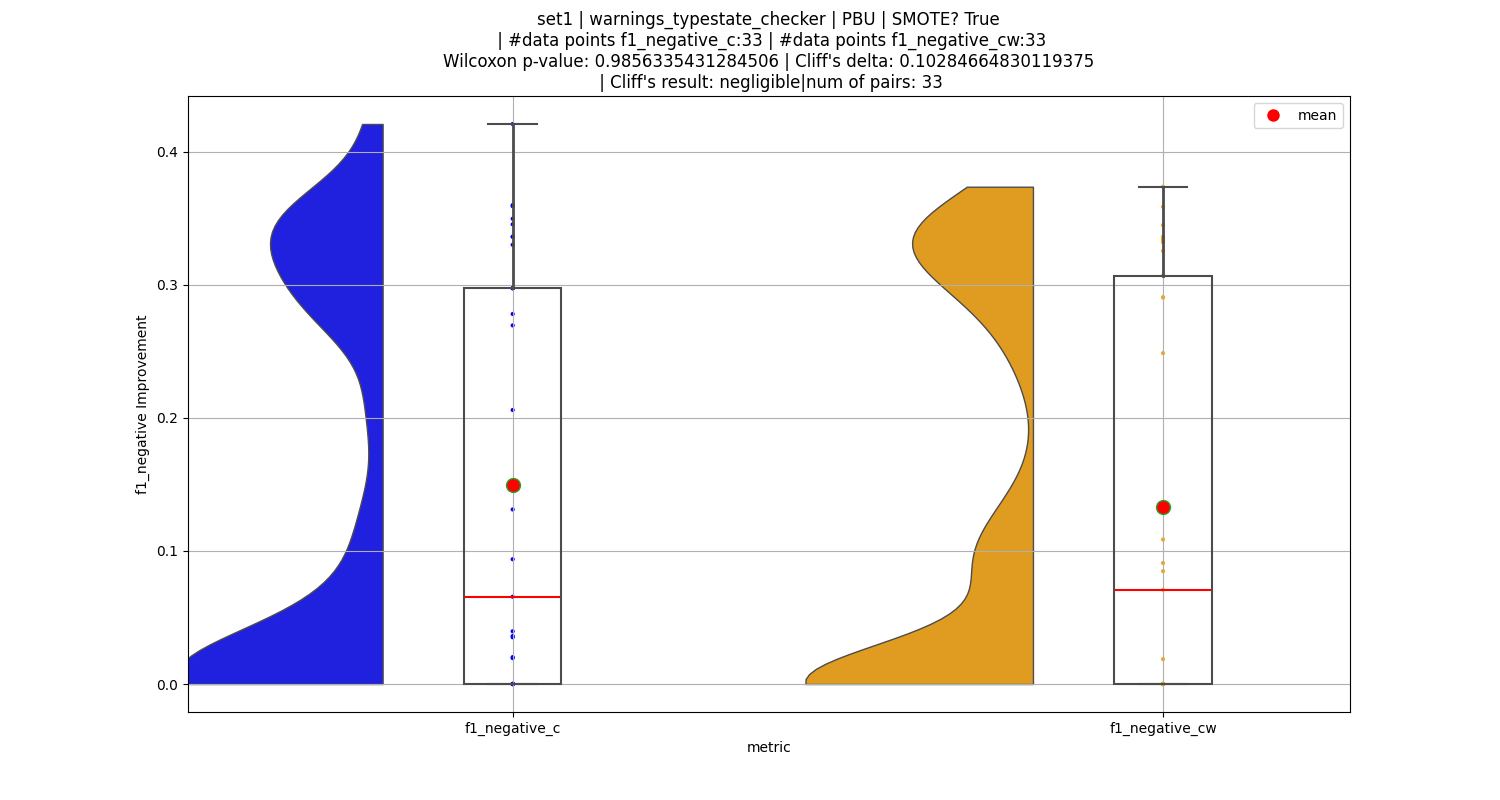 set1 | warnings_typestate_checker | PBU | SMOTE? True
| #data points f1_negative_c:33 | #data points f1_negative_cw:33
Wilcoxon p-value: 0.9856335431284506 | Cliff's delta: 0.10284664830119375
| Cliff's result: negligible|num of pairs: 33
mean
0.4
0.3
0.2
0.1
0.0
f1_negative Improvement
f1_negative_c
f1_negative_cw
metric